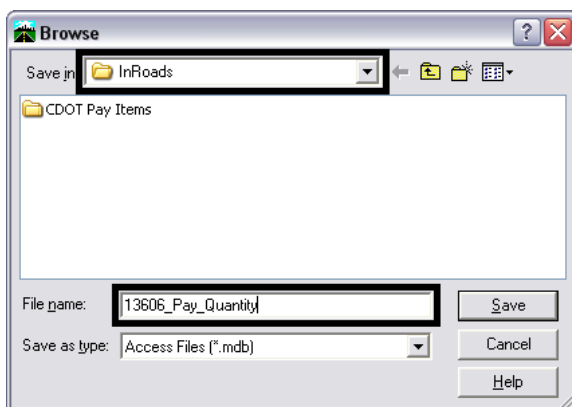 Browse
Save in: InRoads
CDOT Pay Items
File name: 13606_Pay_Quantity Save
Save as type: Access Files (*.mdb) Cancel
Help